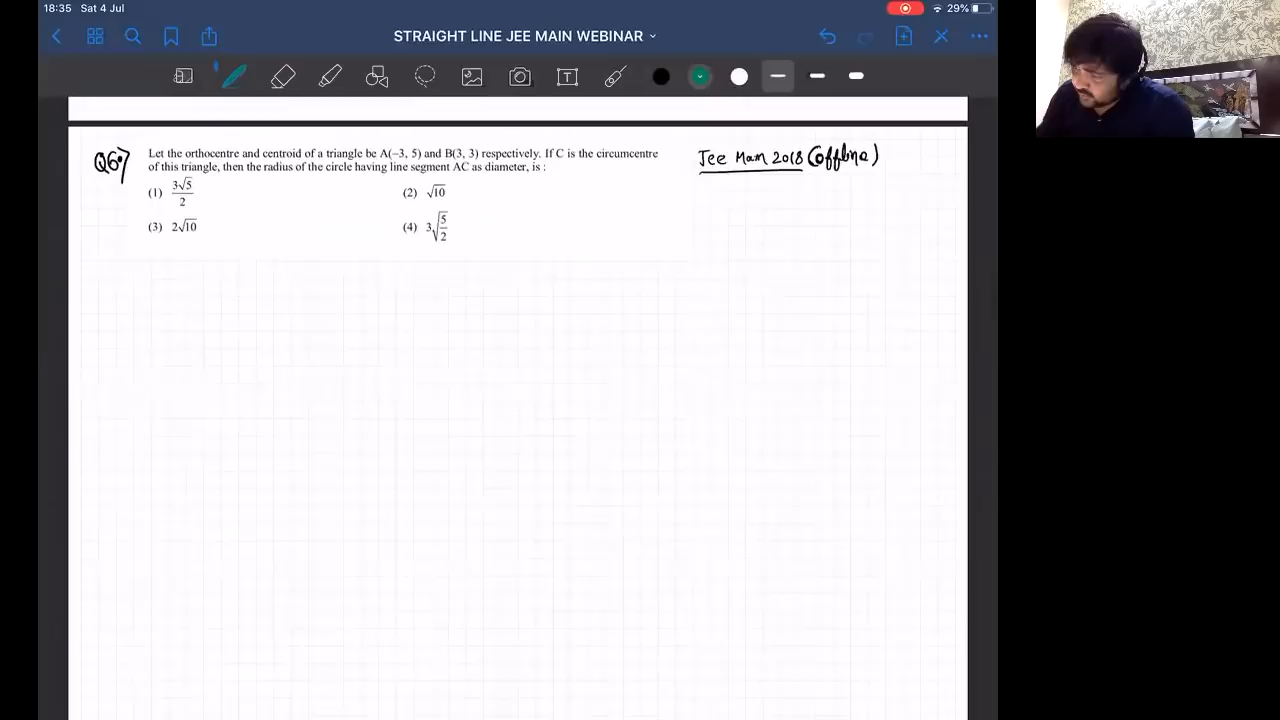 18:35 Sat 4 Jul
29%
STRAIGHT LINE JEE MAIN WEBINAR
T
Q6.
Let the orthocentre and centroid of a triangle be A(−3, 5) and B(3, 3) respectively. If C is the circumcentre
of this triangle, then the radius of the circle having line segment AC as diameter, is :
Jee Main 2018 (offline)
(1) 3√5/2
(2) √10
(3) 2√10
(4) 3√(5/2)